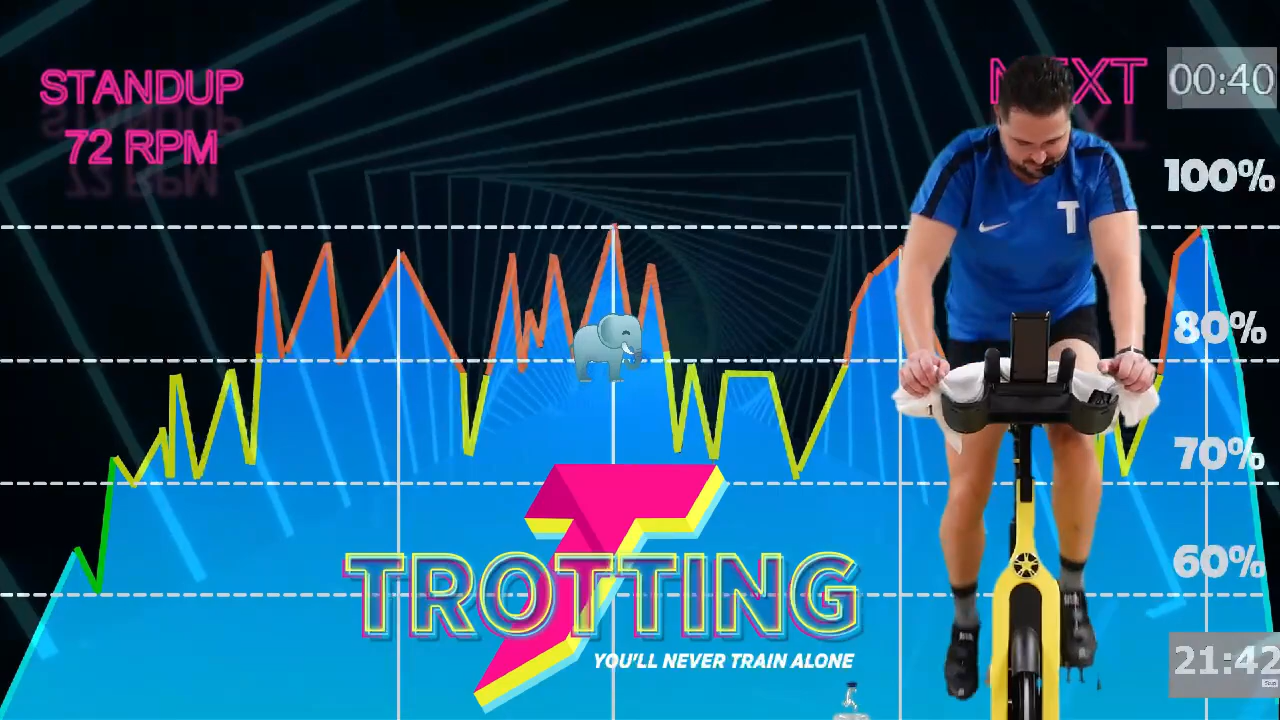 STANDUP
72 RPM
NEXT
00:40
100%
80%
70%
60%
TROTTING
YOU'LL NEVER TRAIN ALONE
T
21:42